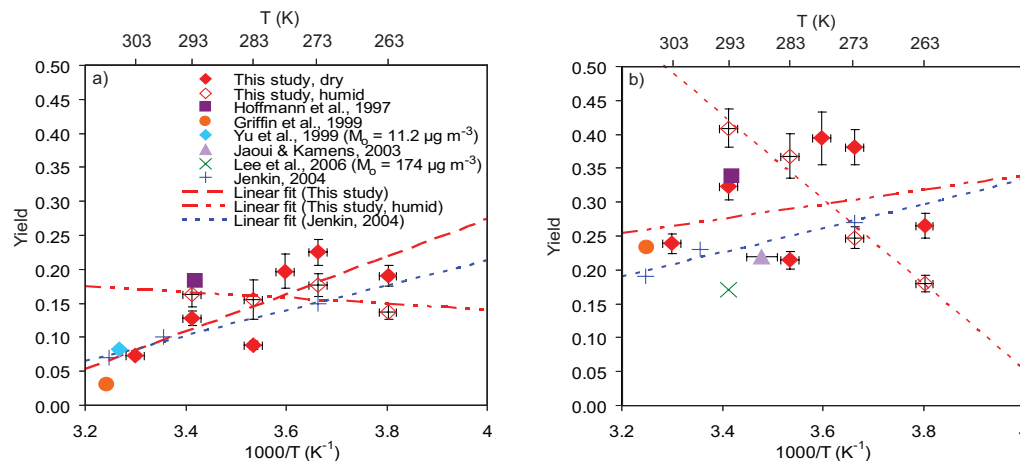 T (K)
303 293 283 273 263
a)
This study, dry
This study, humid
Hoffmann et al., 1997
Griffin et al., 1999
Yu et al., 1999 (Mo = 11.2 µg m-3)
Jaoui & Kamens, 2003
Lee et al., 2006 (Mo = 174 µg m-3)
Jenkin, 2004
Linear fit (This study)
Linear fit (This study, humid)
Linear fit (Jenkin, 2004)
Yield
0.50
0.45
0.40
0.35
0.30
0.25
0.20
0.15
0.10
0.05
0.00
3.2 3.4 3.6 3.8 4
1000/T (K-1)
T (K)
303 293 283 273 263
b)
Yield
0.50
0.45
0.40
0.35
0.30
0.25
0.20
0.15
0.10
0.05
0.00
3.2 3.4 3.6 3.8 4
1000/T (K-1)